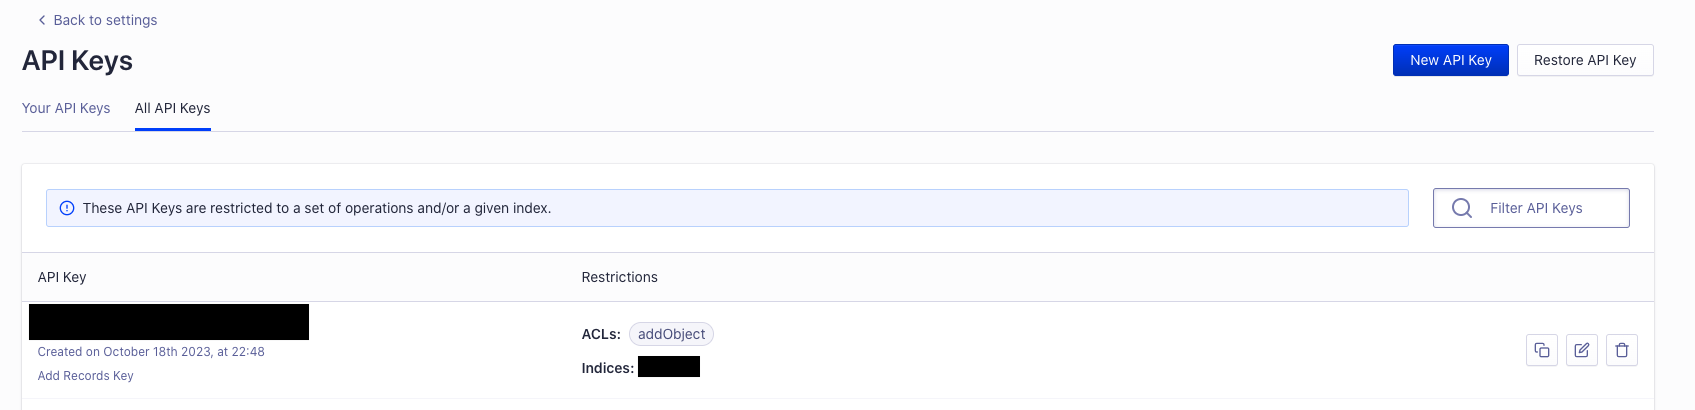 Back to settings
API Keys
New API Key
Restore API Key
Your API Keys
All API Keys
These API Keys are restricted to a set of operations and/or a given index.
Filter API Keys
API Key
Restrictions
Created on October 18th 2023, at 22:48
Add Records Key
ACLs: addObject
Indices: